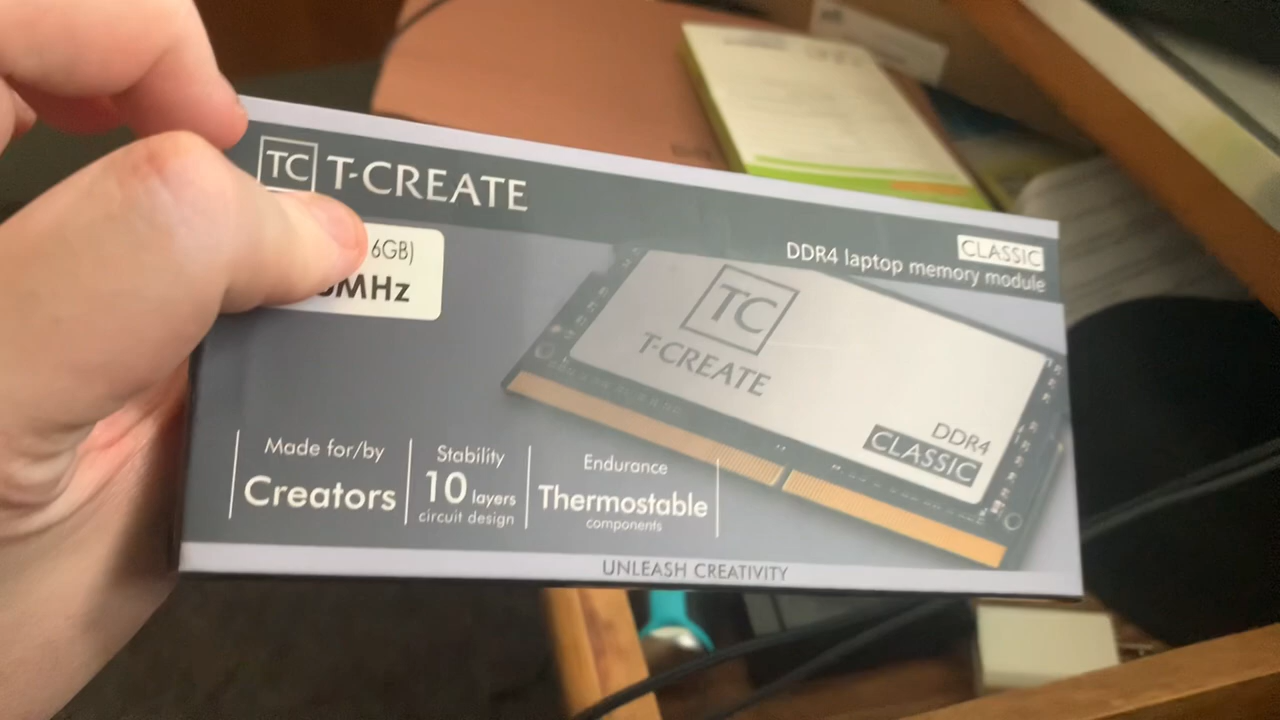 TC T-CREATE
6GB)
MHz
CLASSIC
DDR4 laptop memory module
TC
T-CREATE
DDR4
CLASSIC
Made for/by
Creators
Stability
10 layers
circuit design
Endurance
Thermostable
components
UNLEASH CREATIVITY